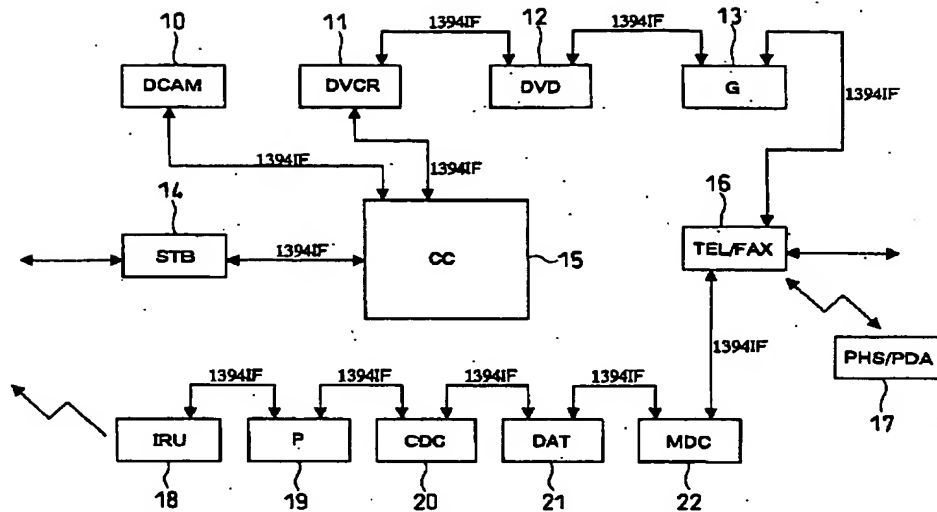 10
11
1394IF
12
1394IF
13
DCAM
DVCR
DVD
G
1394IF
1394IF
1394IF
14
16
STB
1394IF
CC
15
TEL/FAX
1394IF
PHS/PDA
17
1394IF
1394IF
1394IF
1394IF
IRU
P
CDC
DAT
MDC
18
19
20
21
22